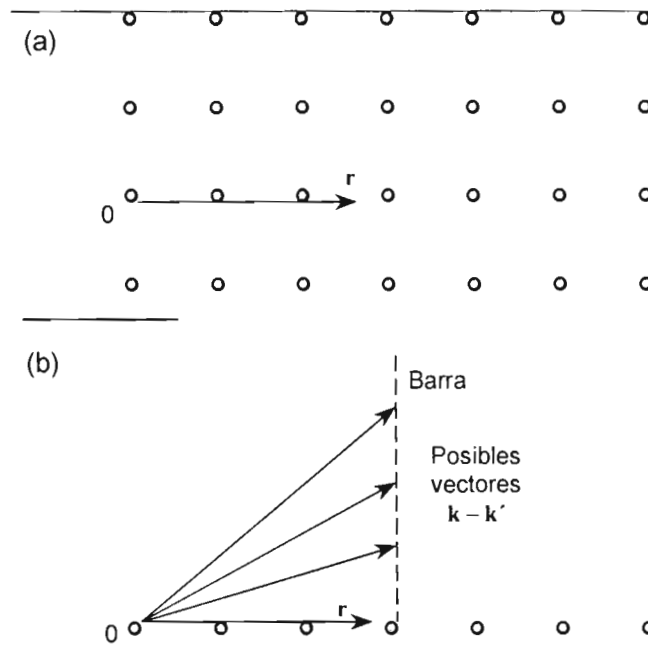 (a)
r
0
(b)
Barra
Posibles
vectores
k – k´
r
0